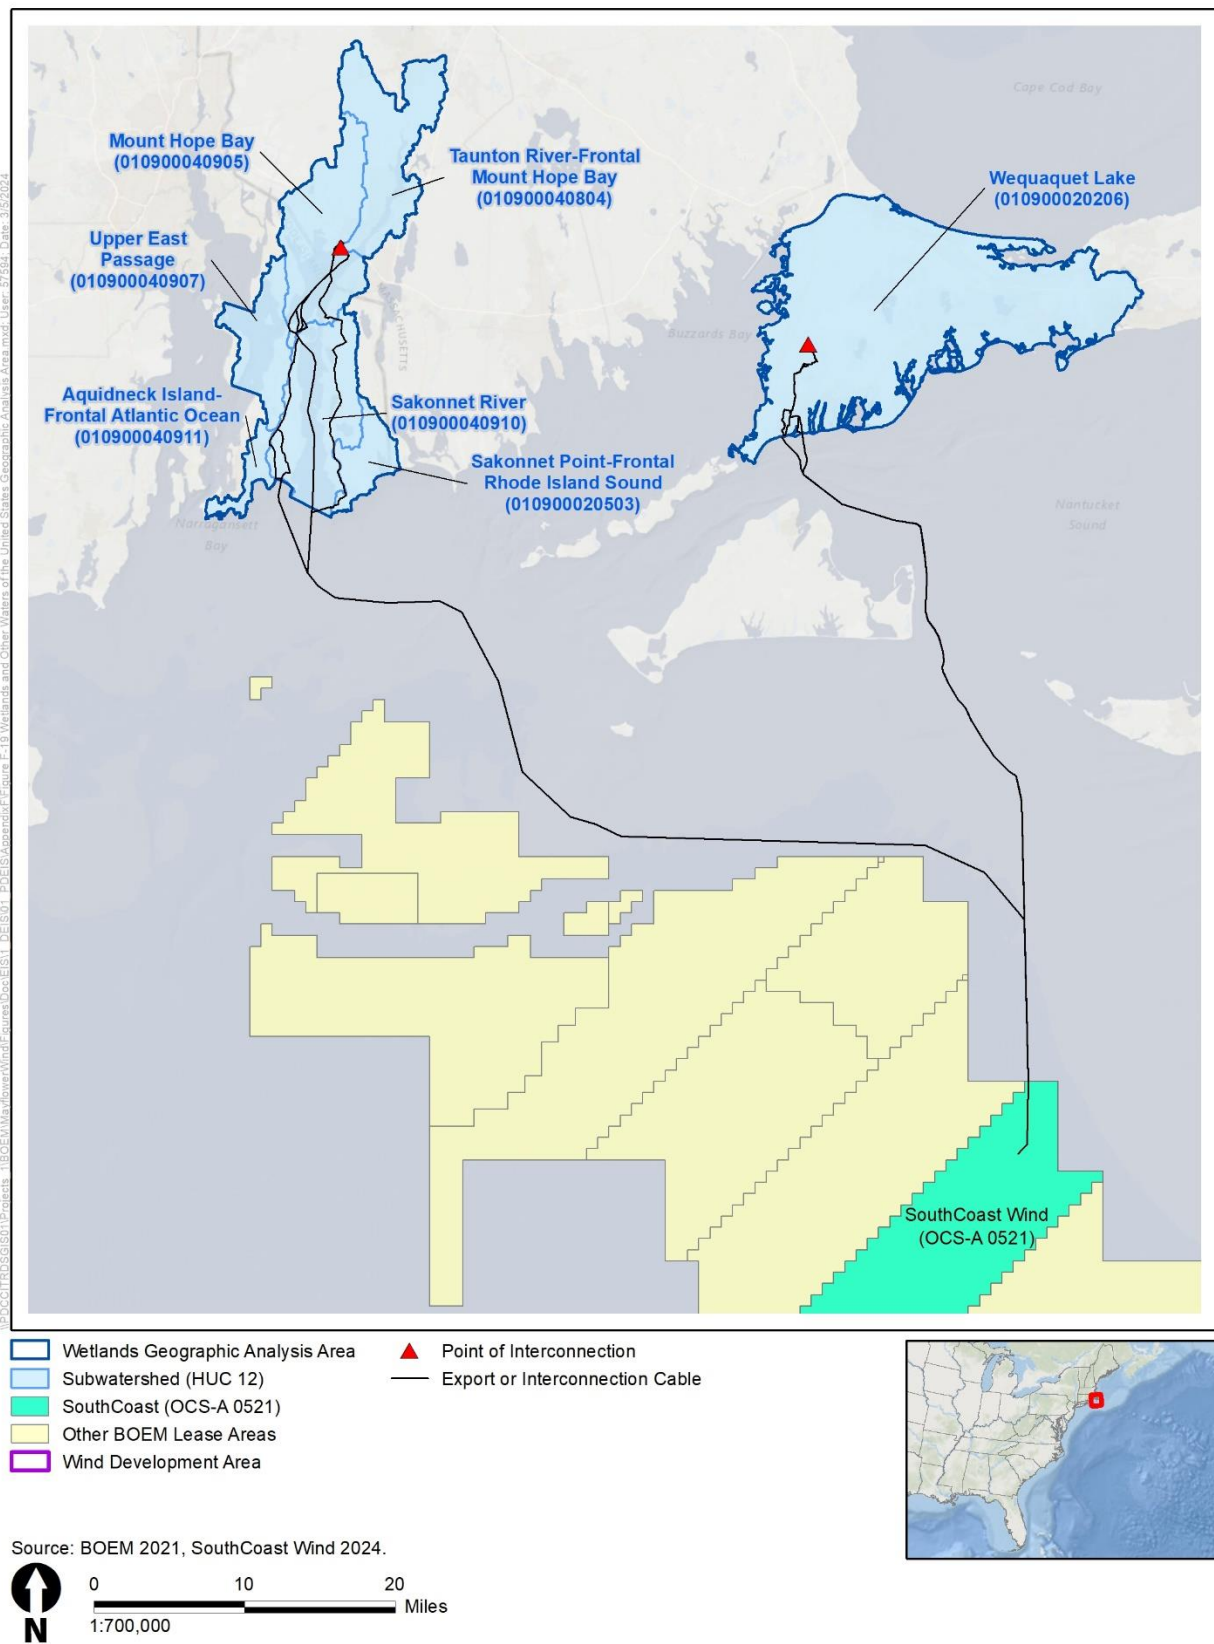 Cape Cod Bay
Mount Hope Bay
(010900040905)
Taunton River-Frontal
Mount Hope Bay
(010900040804)
Wequaquet Lake
(010900020206)
Upper East
Passage
(010900040907)
MASSACHUSETTS
Buzzards Bay
Aquidneck Island-
Frontal Atlantic Ocean
(010900040911)
Sakonnet River
(010900040910)
Sakonnet Point-Frontal
Rhode Island Sound
(010900020503)
Narragansett
Bay
Nantucket
Sound
SouthCoast Wind
(OCS-A 0521)
Wetlands Geographic Analysis Area
Subwatershed (HUC 12)
SouthCoast (OCS-A 0521)
Other BOEM Lease Areas
Wind Development Area
Point of Interconnection
Export or Interconnection Cable
Source: BOEM 2021, SouthCoast Wind 2024.
N
0 10 20
Miles
1:700,000